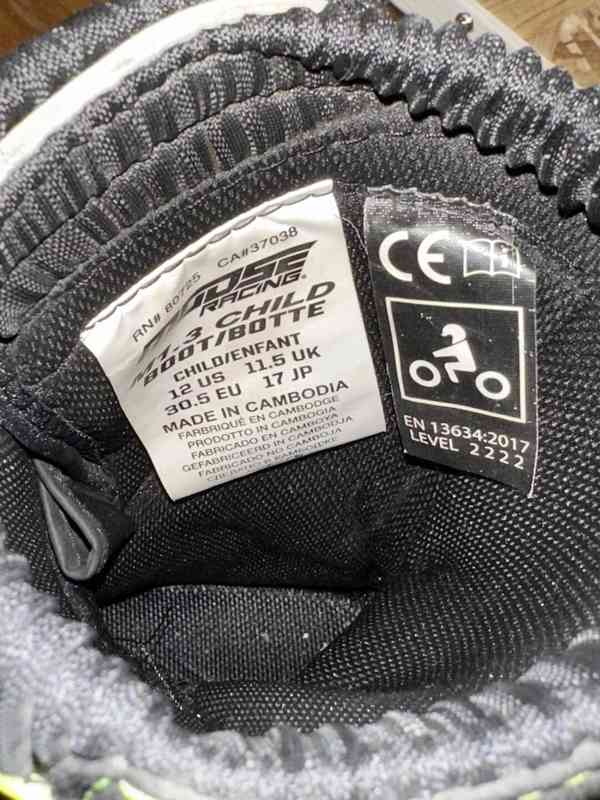 RN# 80725 CA#37038
MOOSE
RACING®
M1.3 CHILD
BOOT/BOTTE
CHILD/ENFANT
12 US 11.5 UK
30.5 EU 17 JP
MADE IN CAMBODIA
FABRIQUÉ EN CAMBODGE
PRODOTTO IN CAMBOGIA
FABRICADO EN CAMBOYA
GEFABRICEERD IN CAMBODJA
FABRICADO NO CAMBOJA
CE
i
EN 13634:2017
LEVEL 2222